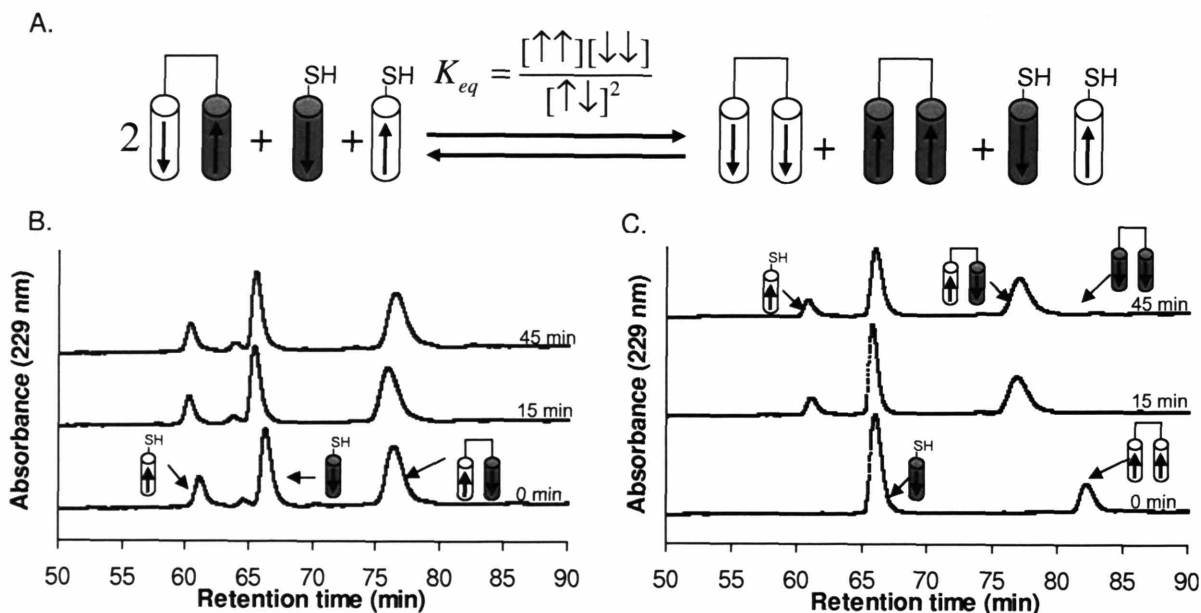 A.
2 + SH + SH
K_eq = [↑↑][↓↓] / [↑↓]²
+ + SH SH
B.
Absorbance (229 nm)
45 min
15 min
0 min
SH
SH
50 55 60 65 70 75 80 85 90
Retention time (min)
C.
Absorbance (229 nm)
SH
45 min
15 min
0 min
SH
50 55 60 65 70 75 80 85 90
Retention time (min)